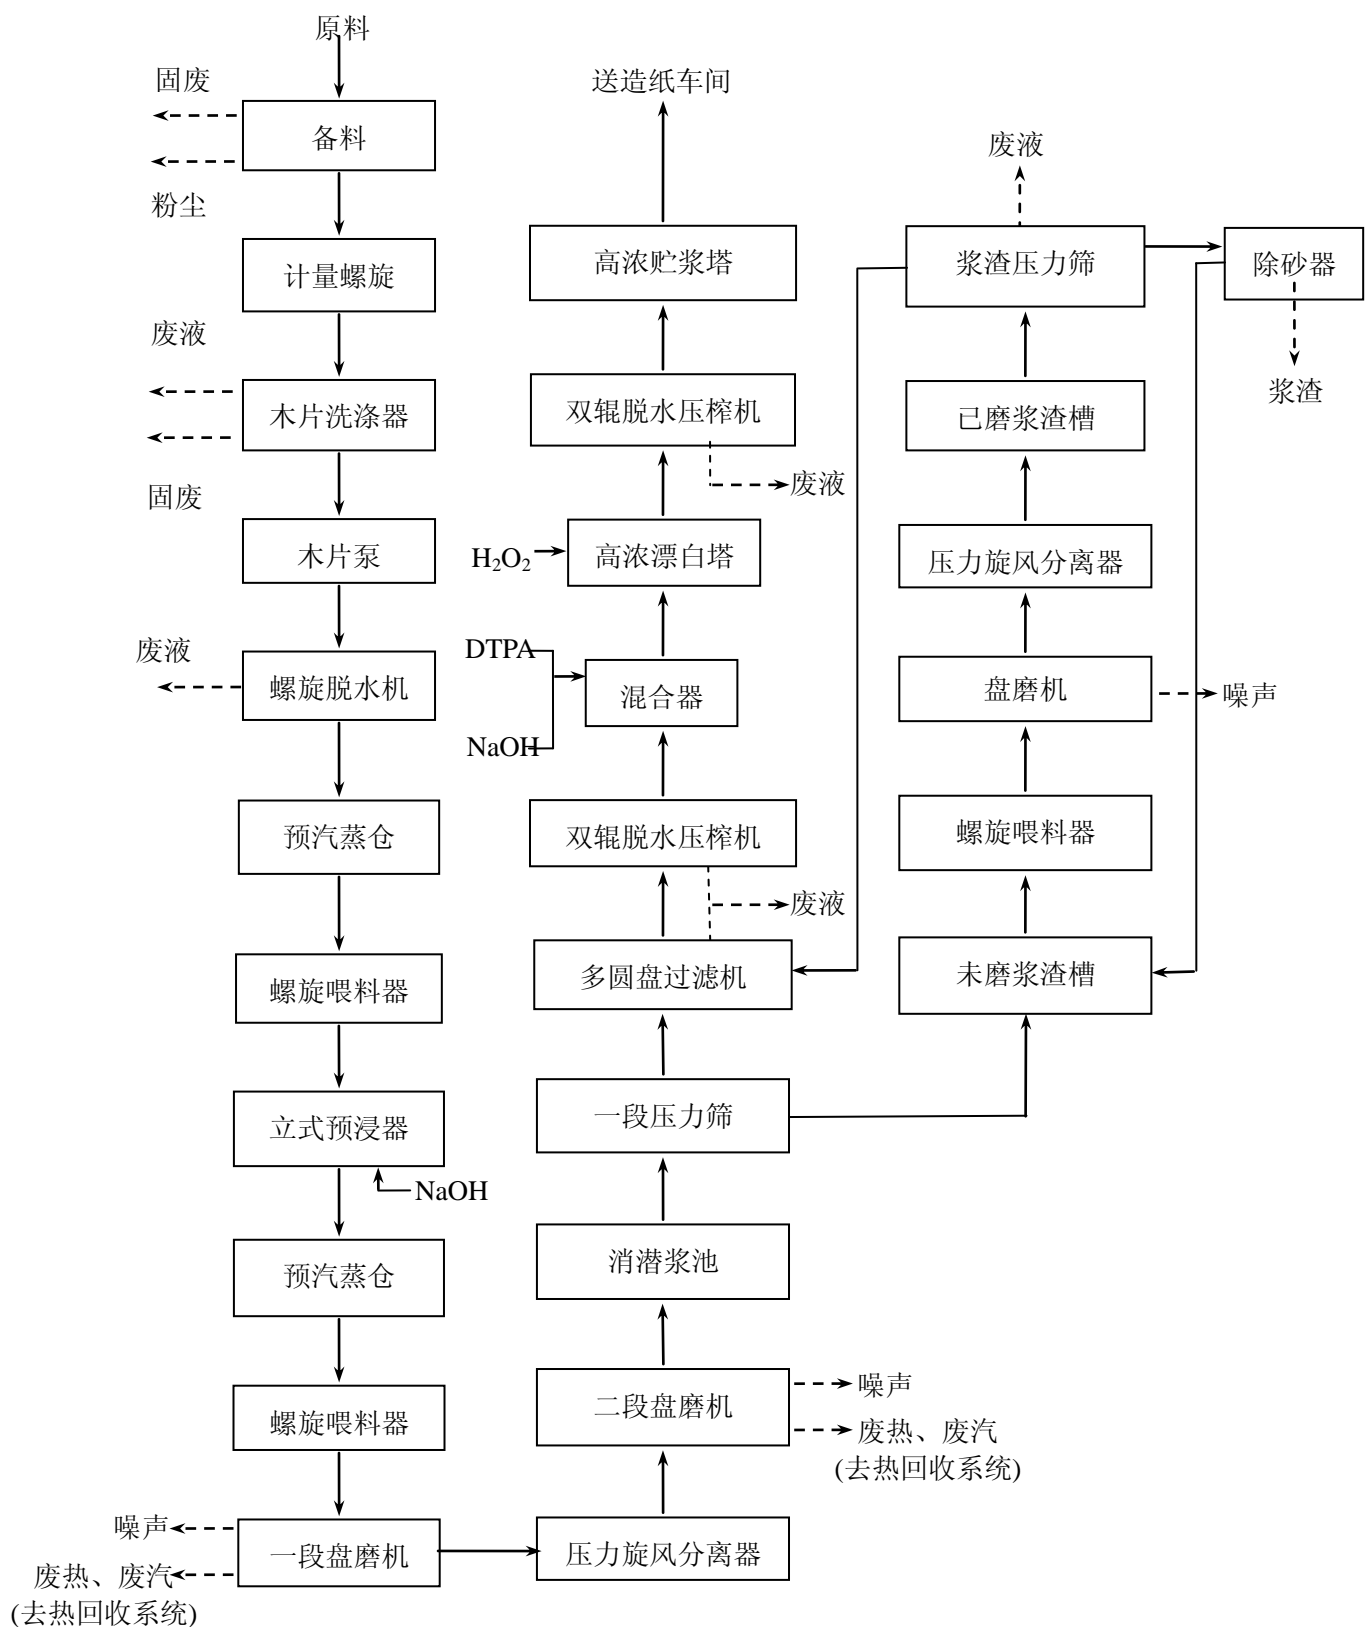 原料
固废
备料
粉尘
计量螺旋
废液
木片洗涤器
固废
木片泵
废液
螺旋脱水机
预汽蒸仓
螺旋喂料器
立式预浸器
NaOH
预汽蒸仓
螺旋喂料器
噪声
一段盘磨机
废热、废汽
(去热回收系统)
送造纸车间
高浓贮浆塔
双辊脱水压榨机
废液
H₂O₂
高浓漂白塔
DTPA
混合器
NaOH
双辊脱水压榨机
废液
多圆盘过滤机
一段压力筛
消潜浆池
二段盘磨机
噪声
废热、废汽
(去热回收系统)
压力旋风分离器
废液
浆渣压力筛
除砂器
浆渣
已磨浆渣槽
压力旋风分离器
盘磨机
噪声
螺旋喂料器
未磨浆渣槽